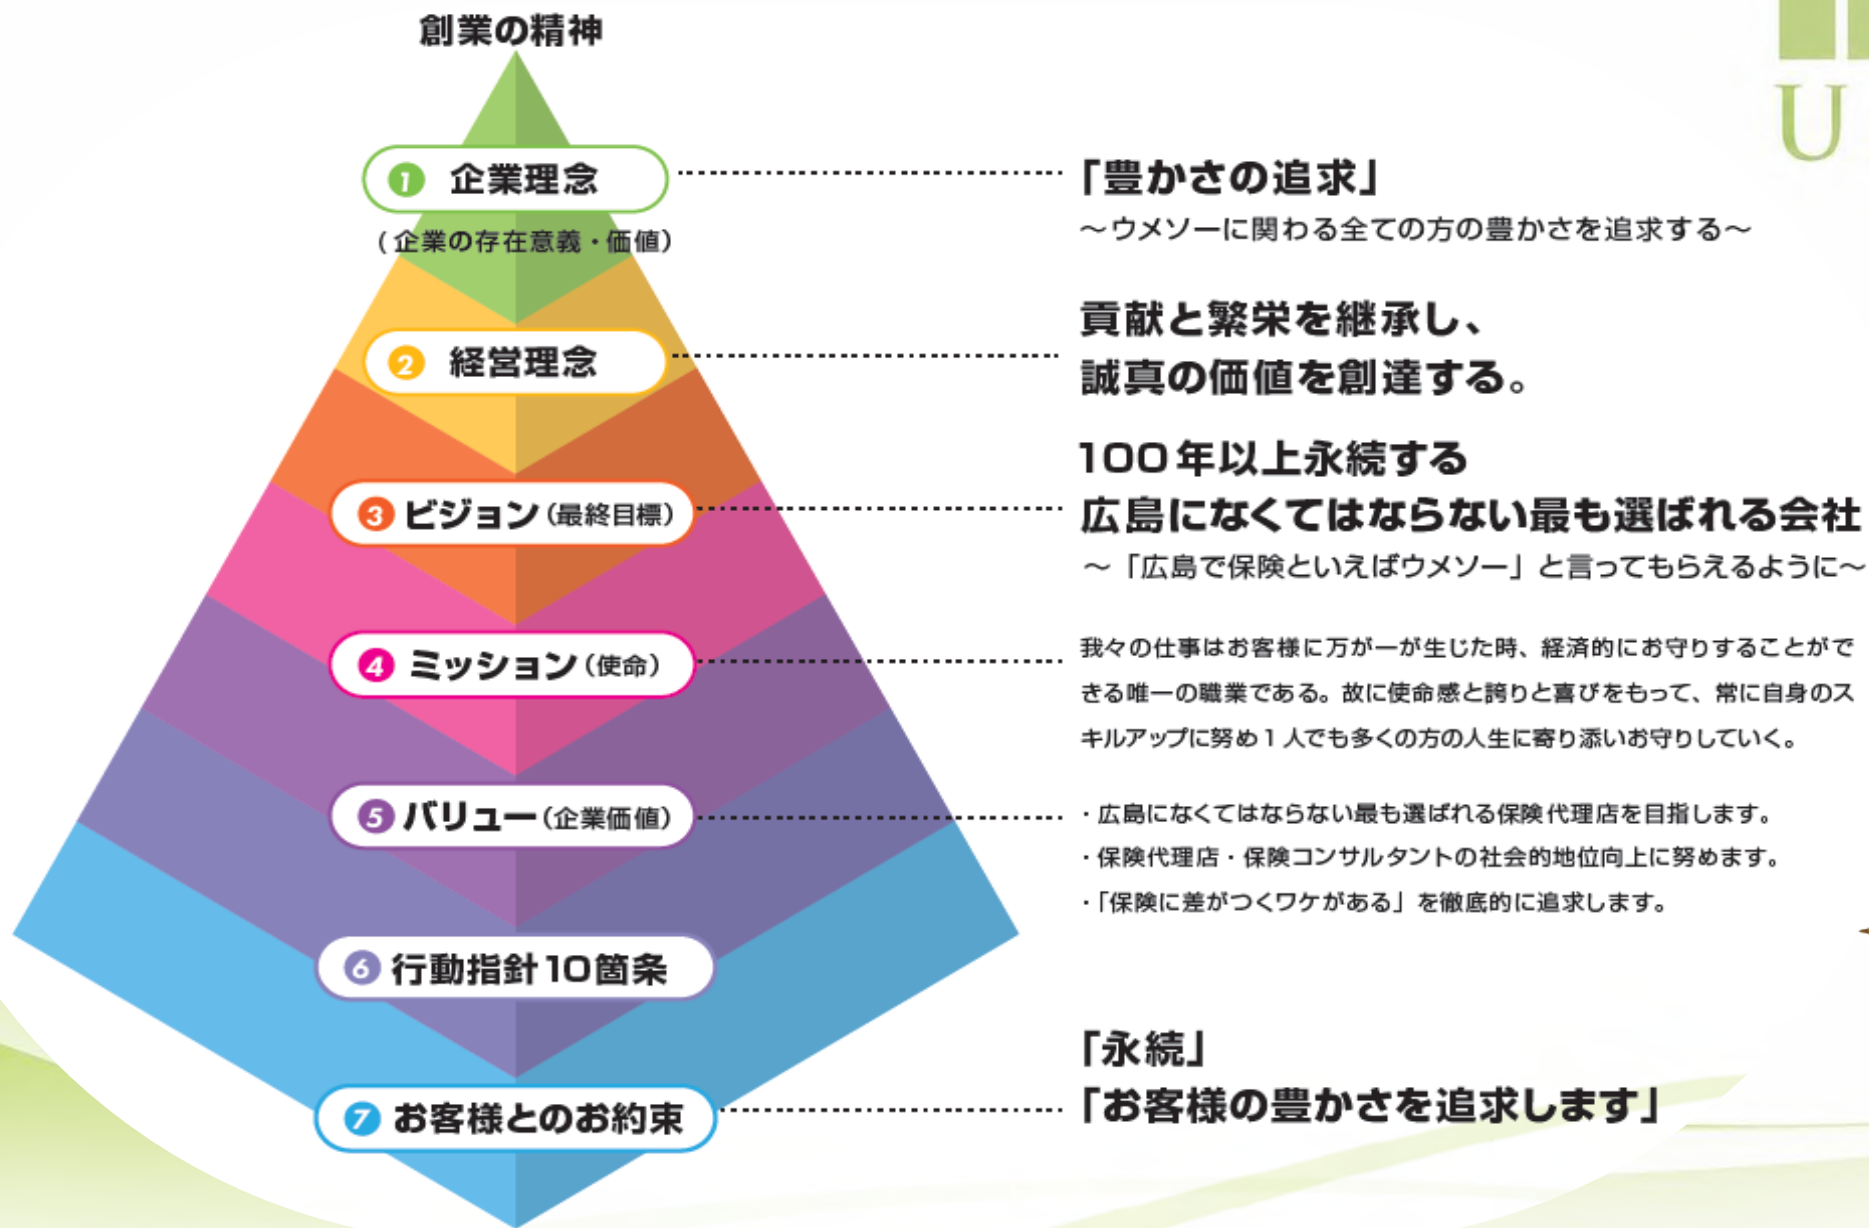 創業の精神
1 企業理念
(企業の存在意義・価値)
「豊かさの追求」
～ウメソーに関わる全ての方の豊かさを追求する～
2 経営理念
貢献と繁栄を継承し、
誠真の価値を創達する。
3 ビジョン(最終目標)
100年以上永続する
広島になくてはならない最も選ばれる会社
～「広島で保険といえばウメソー」と言ってもらえるように～
4 ミッション(使命)
我々の仕事はお客様に万が一が生じた時、経済的にお守りすることがで
きる唯一の職業である。故に使命感と誇りと喜びをもって、常に自身のス
キルアップに努め1人でも多くの方の人生に寄り添いお守りしていく。
5 バリュー(企業価値)
・広島になくてはならない最も選ばれる保険代理店を目指します。
・保険代理店・保険コンサルタントの社会的地位向上に努めます。
・「保険に差がつくワケがある」を徹底的に追求します。
6 行動指針10箇条
7 お客様とのお約束
「永続」
「お客様の豊かさを追求します」
U